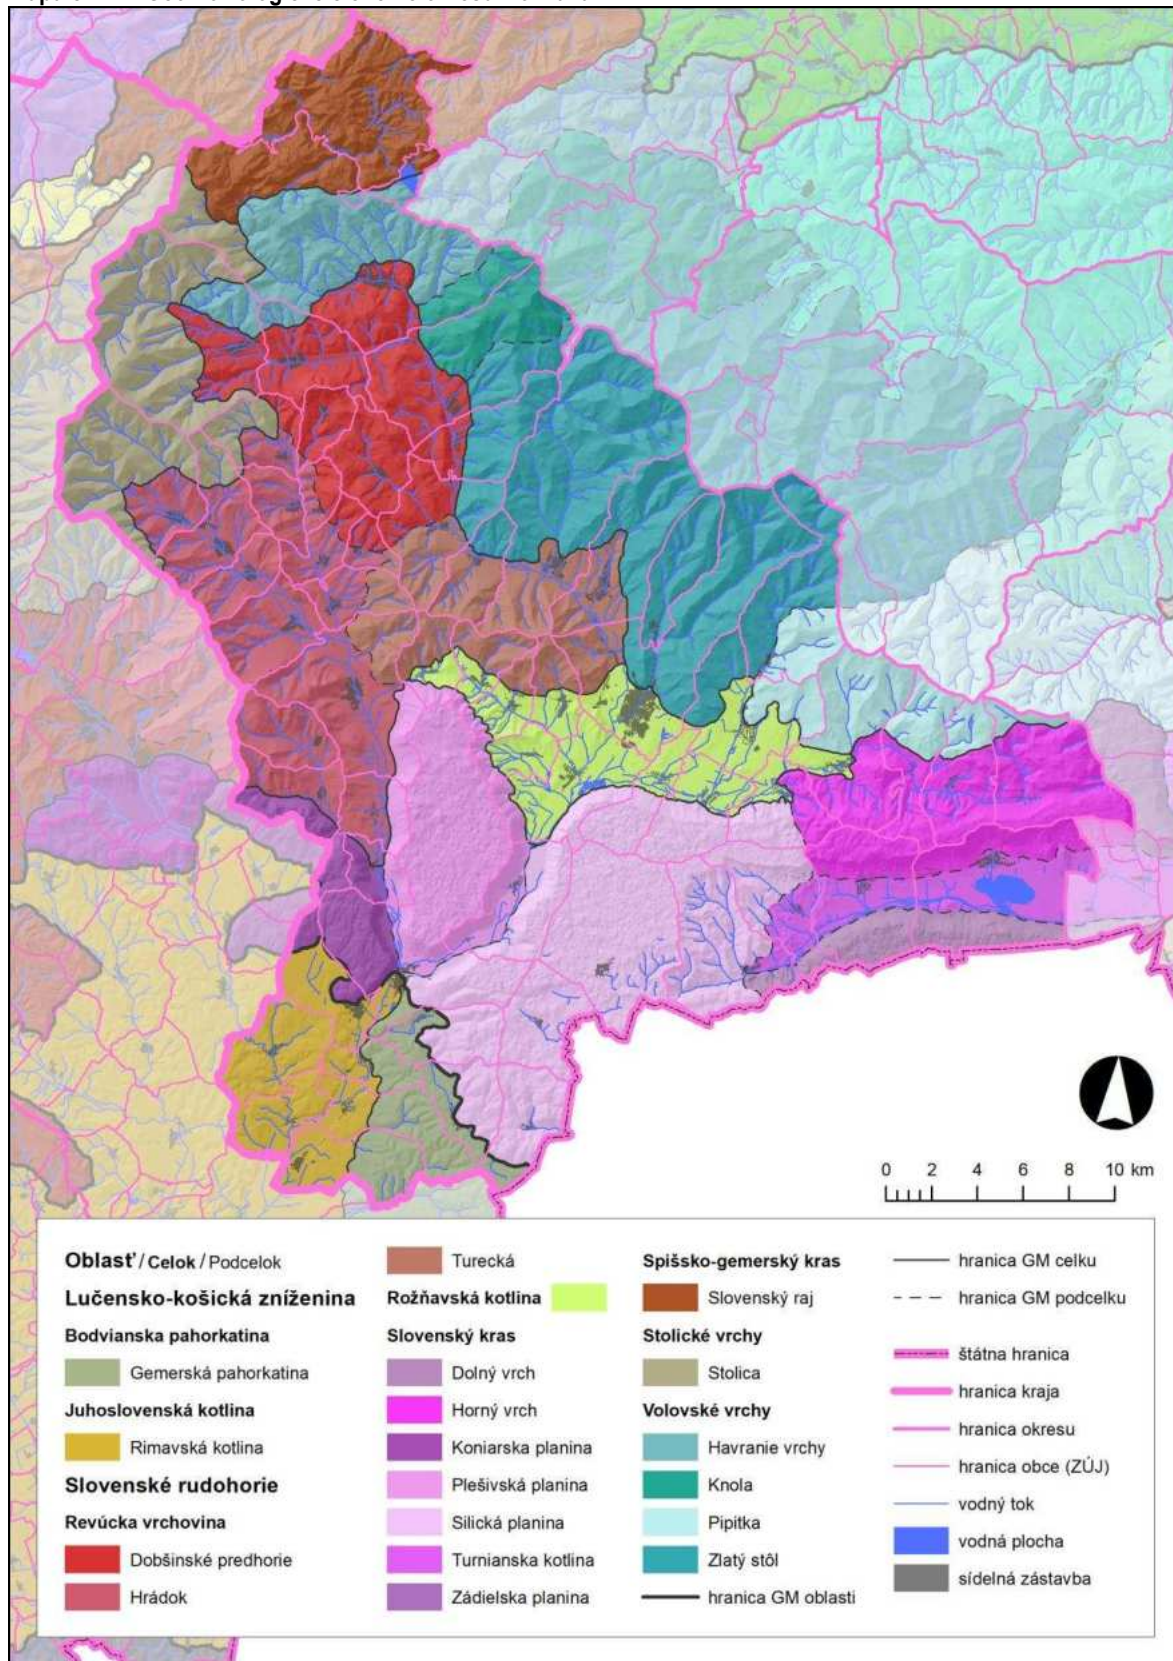 0 2 4 6 8 10 km
Oblasť / Celok / Podcelok
Lučensko-košická zníženina
Bodvianska pahorkatina
Gemerská pahorkatina
Juhoslovenská kotlina
Rimavská kotlina
Slovenské rudohorie
Revúcka vrchovina
Dobšinské predhorie
Hrádok
Turecká
Rožňavská kotlina
Slovenský kras
Dolný vrch
Horný vrch
Koniarska planina
Plešivská planina
Silická planina
Turnianska kotlina
Zádielska planina
Spišsko-gemerský kras
Slovenský raj
Stolické vrchy
Stolica
Volovské vrchy
Havranie vrchy
Knola
Pipitka
Zlatý stôl
hranica GM oblasti
hranica GM celku
hranica GM podcelku
štátna hranica
hranica kraja
hranica okresu
hranica obce (ZÚJ)
vodný tok
vodná plocha
sídelná zástavba